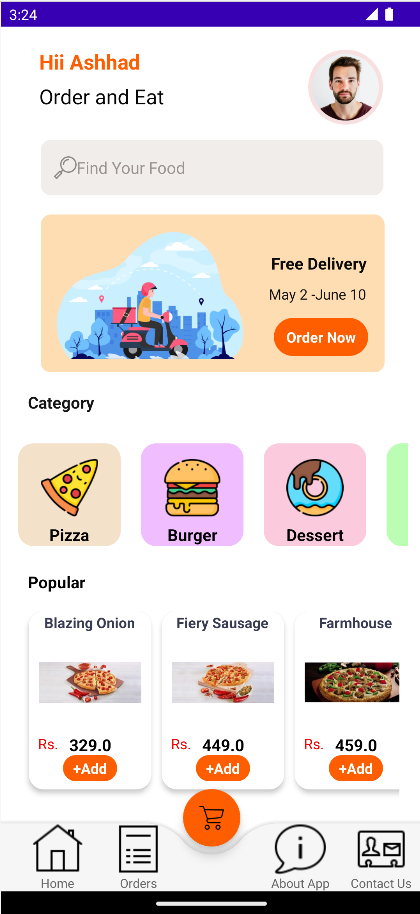 3:24
Hii Ashhad
Order and Eat
Find Your Food
Free Delivery
May 2 -June 10
Order Now
Category
Pizza Burger Dessert
Popular
Blazing Onion Fiery Sausage Farmhouse
Rs. 329.0 Rs. 449.0 Rs. 459.0
+Add +Add +Add
Home Orders About App Contact Us